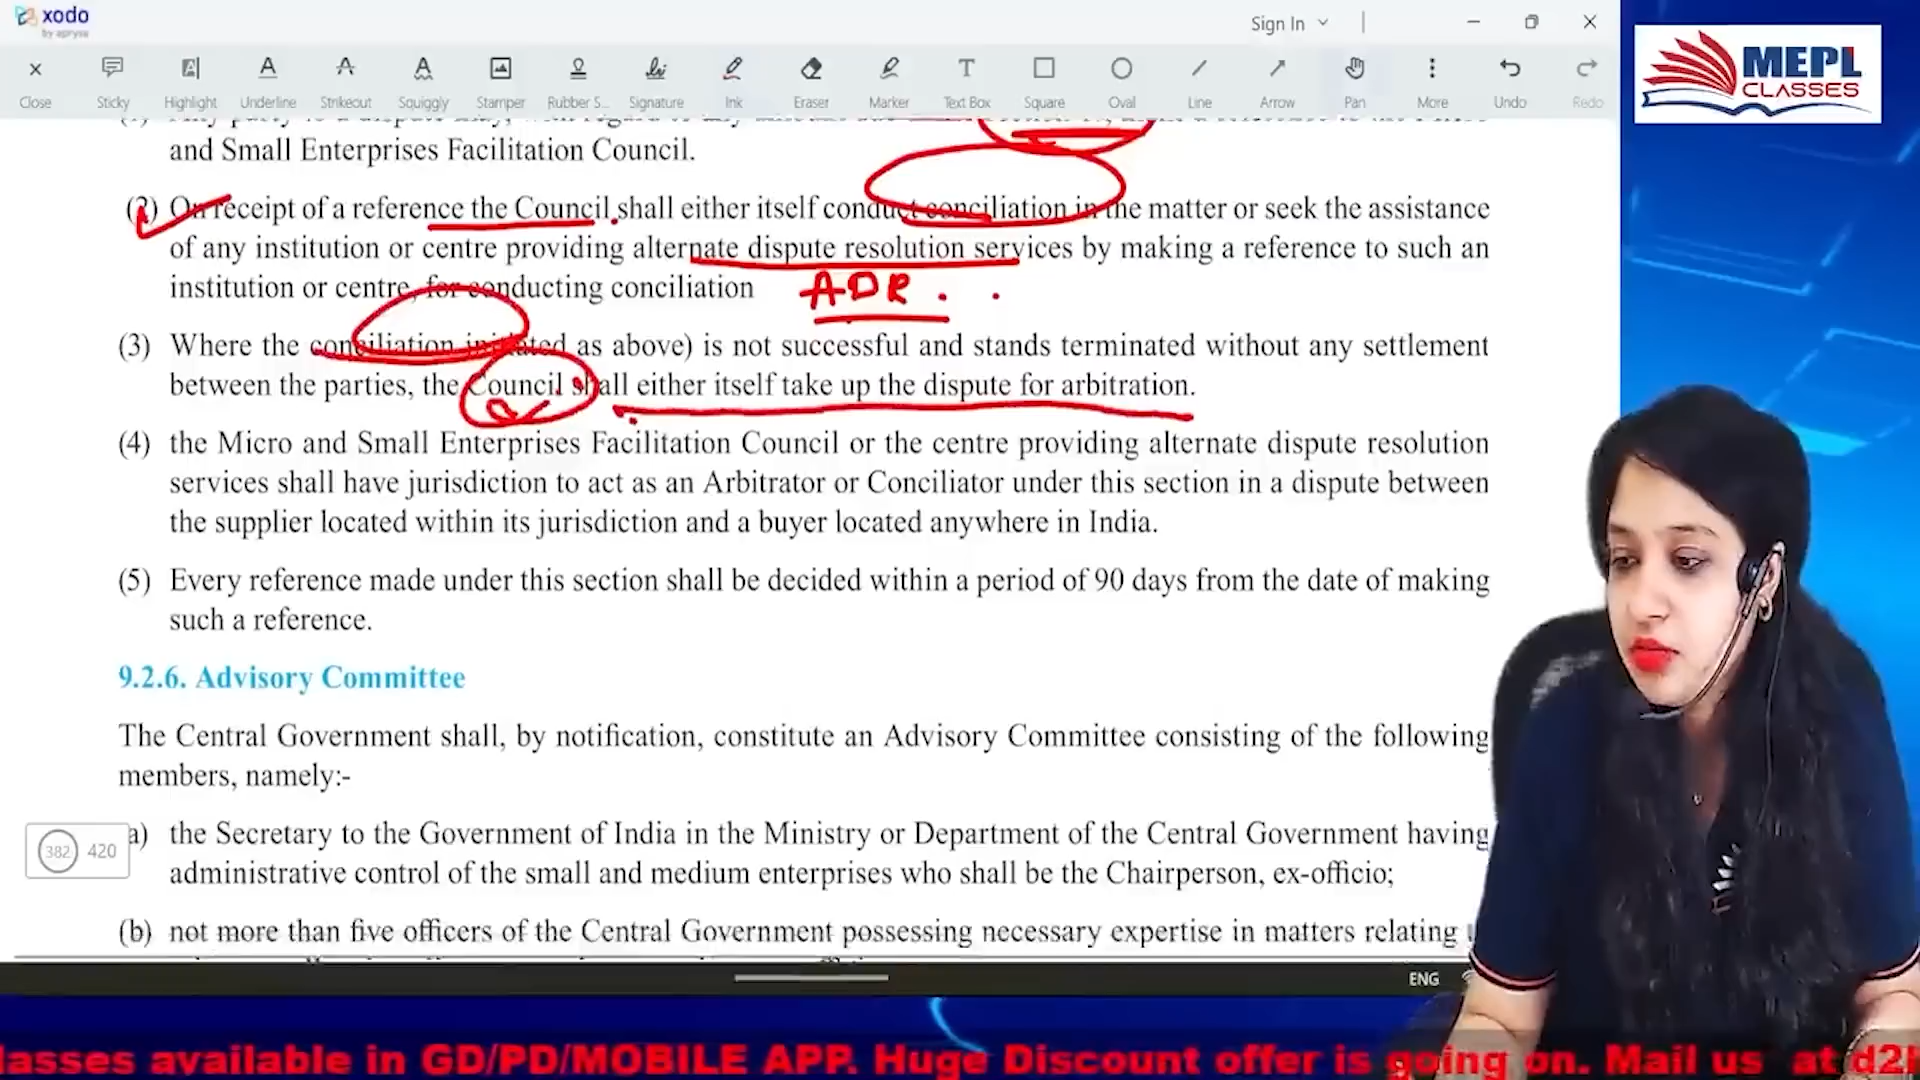 xodo
by apryse
Sign In
MEPL
CLASSES
Close Sticky Highlight Underline Strikeout Squiggly Stamper Rubber S... Signature Ink Eraser Marker Text Box Square Oval Line Arrow Pan More Undo Redo
and Small Enterprises Facilitation Council.
(2) On receipt of a reference the Council shall either itself conduct conciliation in the matter or seek the assistance
of any institution or centre providing alternate dispute resolution services by making a reference to such an
institution or centre, for conducting conciliation
ADR.
(3) Where the conciliation initiated as above) is not successful and stands terminated without any settlement
between the parties, the Council shall either itself take up the dispute for arbitration.
(4) the Micro and Small Enterprises Facilitation Council or the centre providing alternate dispute resolution
services shall have jurisdiction to act as an Arbitrator or Conciliator under this section in a dispute between
the supplier located within its jurisdiction and a buyer located anywhere in India.
(5) Every reference made under this section shall be decided within a period of 90 days from the date of making
such a reference.
9.2.6. Advisory Committee
The Central Government shall, by notification, constitute an Advisory Committee consisting of the following
members, namely:-
a) the Secretary to the Government of India in the Ministry or Department of the Central Government having
administrative control of the small and medium enterprises who shall be the Chairperson, ex-officio;
382 420
(b) not more than five officers of the Central Government possessing necessary expertise in matters relating
ENG
lasses available in GD/PD/MOBILE APP. Huge Discount offer is going on. Mail us at d2